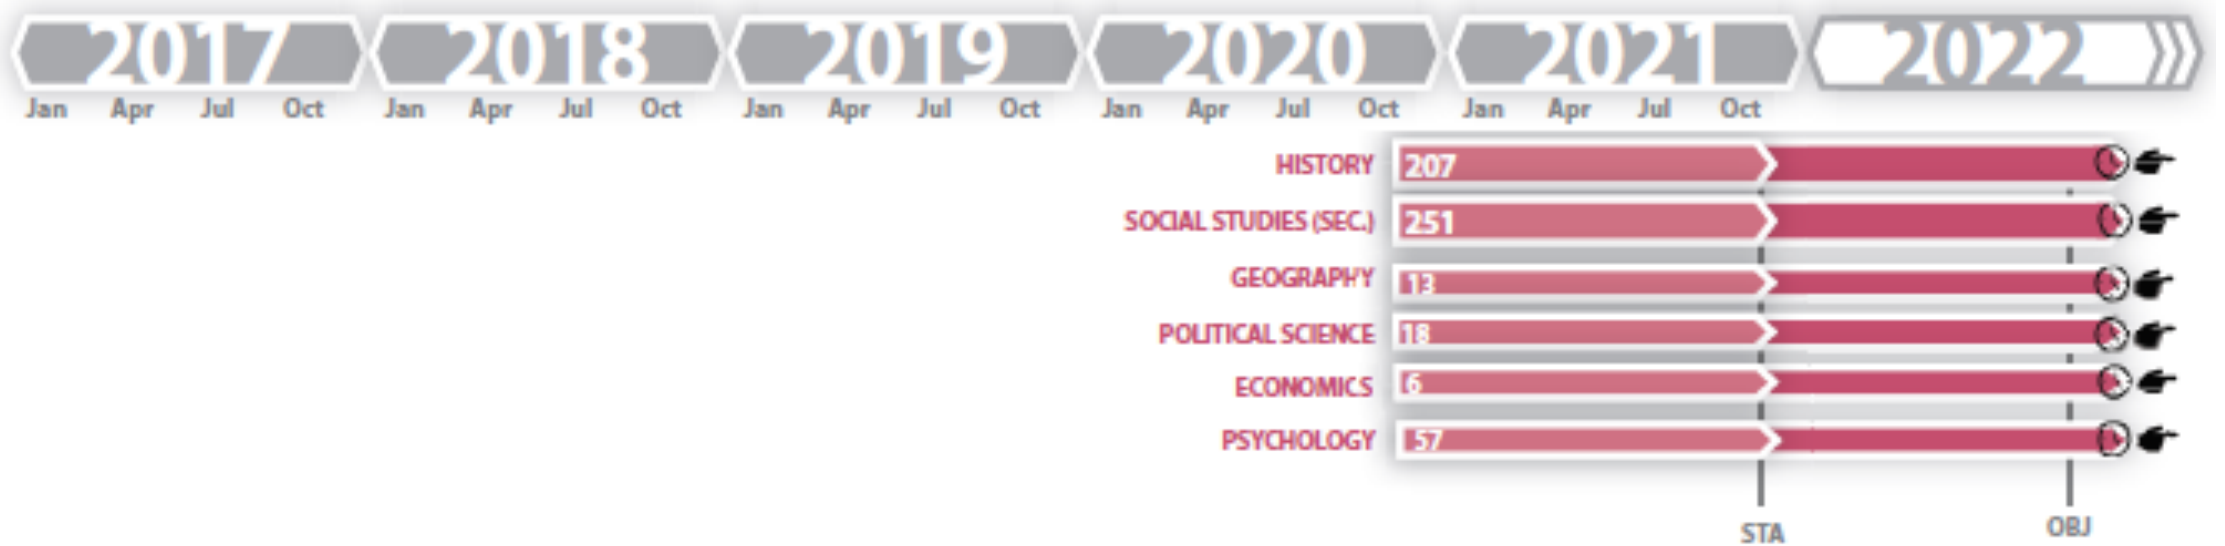 2017 2018 2019 2020 2021 2022
Jan Apr Jul Oct Jan Apr Jul Oct Jan Apr Jul Oct Jan Apr Jul Oct Jan Apr Jul Oct
HISTORY 207
SOCIAL STUDIES (SEC.) 251
GEOGRAPHY 13
POLITICAL SCIENCE 18
ECONOMICS 6
PSYCHOLOGY 57
STA OBJ